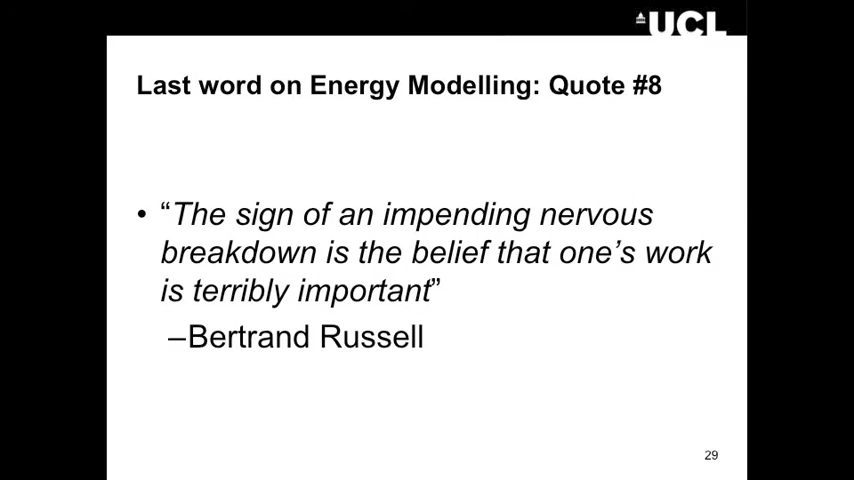 UCL
Last word on Energy Modelling: Quote #8
• “The sign of an impending nervous
breakdown is the belief that one’s work
is terribly important”
–Bertrand Russell
29